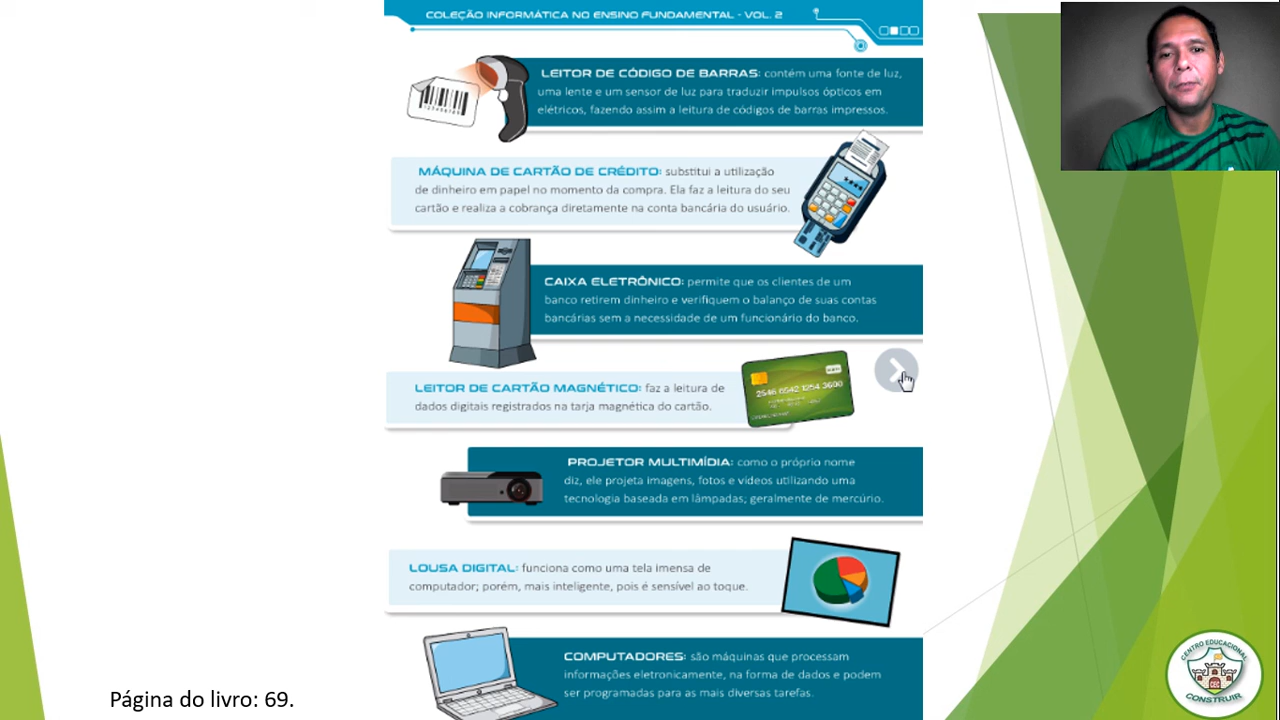 COLEÇÃO INFORMÁTICA NO ENSINO FUNDAMENTAL - VOL. 2
LEITOR DE CÓDIGO DE BARRAS: contém uma fonte de luz,
uma lente e um sensor de luz para traduzir impulsos ópticos em
elétricos, fazendo assim a leitura de códigos de barras impressos.
MÁQUINA DE CARTÃO DE CRÉDITO: substitui a utilização
de dinheiro em papel no momento da compra. Ela faz a leitura do seu
cartão e realiza a cobrança diretamente na conta bancária do usuário.
CAIXA ELETRÔNICO: permite que os clientes de um
banco retirem dinheiro e verifiquem o balanço de suas contas
bancárias sem a necessidade de um funcionário do banco.
LEITOR DE CARTÃO MAGNÉTICO: faz a leitura de
dados digitais registrados na tarja magnética do cartão.
2546 6542 1254 3600
PROJETOR MULTIMÍDIA: como o próprio nome
diz, ele projeta imagens, fotos e vídeos utilizando uma
tecnologia baseada em lâmpadas, geralmente de mercúrio.
LOUSA DIGITAL: funciona como uma tela imensa de
computador; porém, mais inteligente, pois é sensível ao toque.
COMPUTADORES: são máquinas que processam
informações eletronicamente, na forma de dados e podem
ser programadas para as mais diversas tarefas.
Página do livro: 69.
CENTRO EDUCACIONAL
CEC
CONSTRUIR